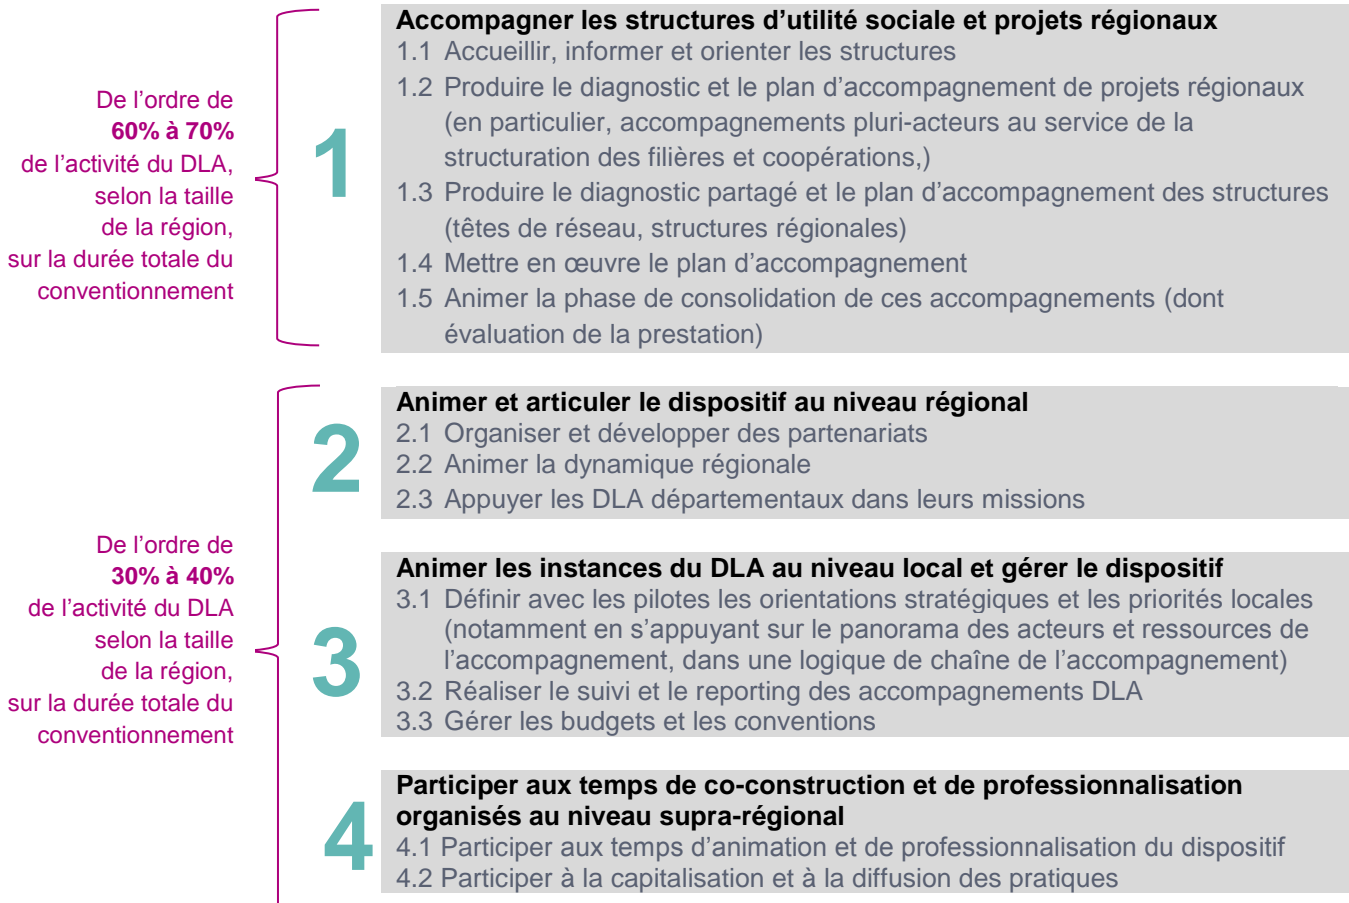 De l’ordre de
60% à 70%
de l’activité du DLA,
selon la taille
de la région,
sur la durée totale du
conventionnement
1
Accompagner les structures d’utilité sociale et projets régionaux
1.1 Accueillir, informer et orienter les structures
1.2 Produire le diagnostic et le plan d’accompagnement de projets régionaux
(en particulier, accompagnements pluri-acteurs au service de la
structuration des filières et coopérations,)
1.3 Produire le diagnostic partagé et le plan d’accompagnement des structures
(têtes de réseau, structures régionales)
1.4 Mettre en œuvre le plan d’accompagnement
1.5 Animer la phase de consolidation de ces accompagnements (dont
évaluation de la prestation)
De l’ordre de
30% à 40%
de l’activité du DLA
selon la taille
de la région,
sur la durée totale du
conventionnement
2
Animer et articuler le dispositif au niveau régional
2.1 Organiser et développer des partenariats
2.2 Animer la dynamique régionale
2.3 Appuyer les DLA départementaux dans leurs missions
3
Animer les instances du DLA au niveau local et gérer le dispositif
3.1 Définir avec les pilotes les orientations stratégiques et les priorités locales
(notamment en s’appuyant sur le panorama des acteurs et ressources de
l’accompagnement, dans une logique de chaîne de l’accompagnement)
3.2 Réaliser le suivi et le reporting des accompagnements DLA
3.3 Gérer les budgets et les conventions
4
Participer aux temps de co-construction et de professionnalisation
organisés au niveau supra-régional
4.1 Participer aux temps d’animation et de professionnalisation du dispositif
4.2 Participer à la capitalisation et à la diffusion des pratiques